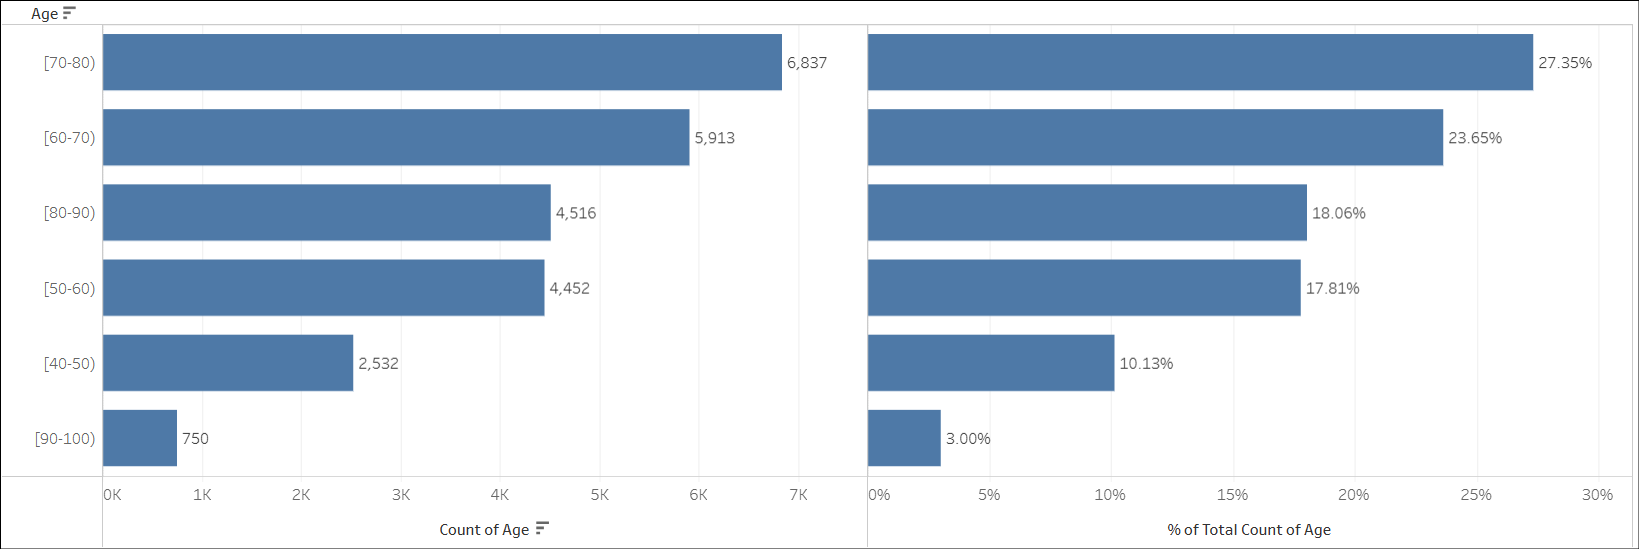 Age
[70-80) 6,837 27.35%
[60-70) 5,913 23.65%
[80-90) 4,516 18.06%
[50-60) 4,452 17.81%
[40-50) 2,532 10.13%
[90-100) 750 3.00%
0K 1K 2K 3K 4K 5K 6K 7K 0% 5% 10% 15% 20% 25% 30%
Count of Age % of Total Count of Age